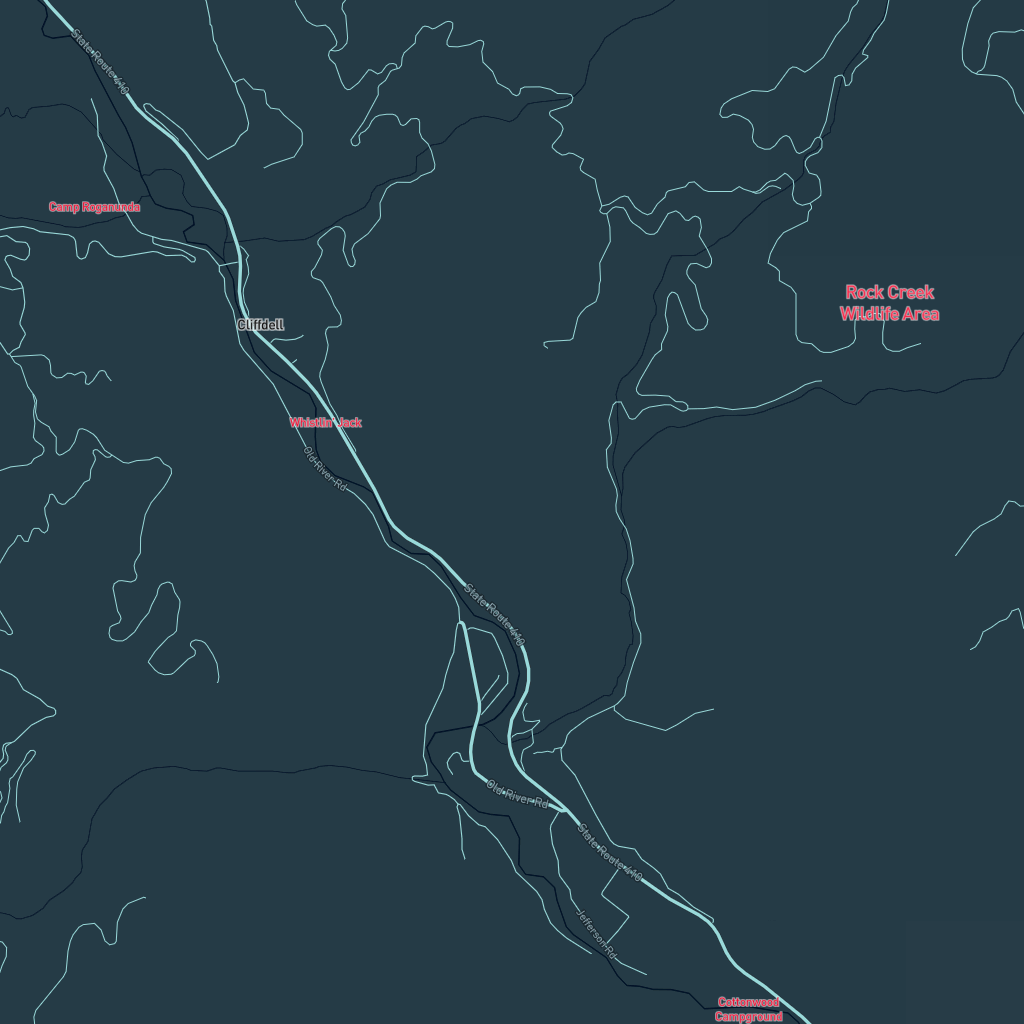 State Route 410
Camp Roganunda
Rock Creek
Wildlife Area
Cliffdell
Whistlin' Jack
Old River Rd
State Route 410
Old River Rd
State Route 410
Jefferson Rd
Cottonwood
Campground